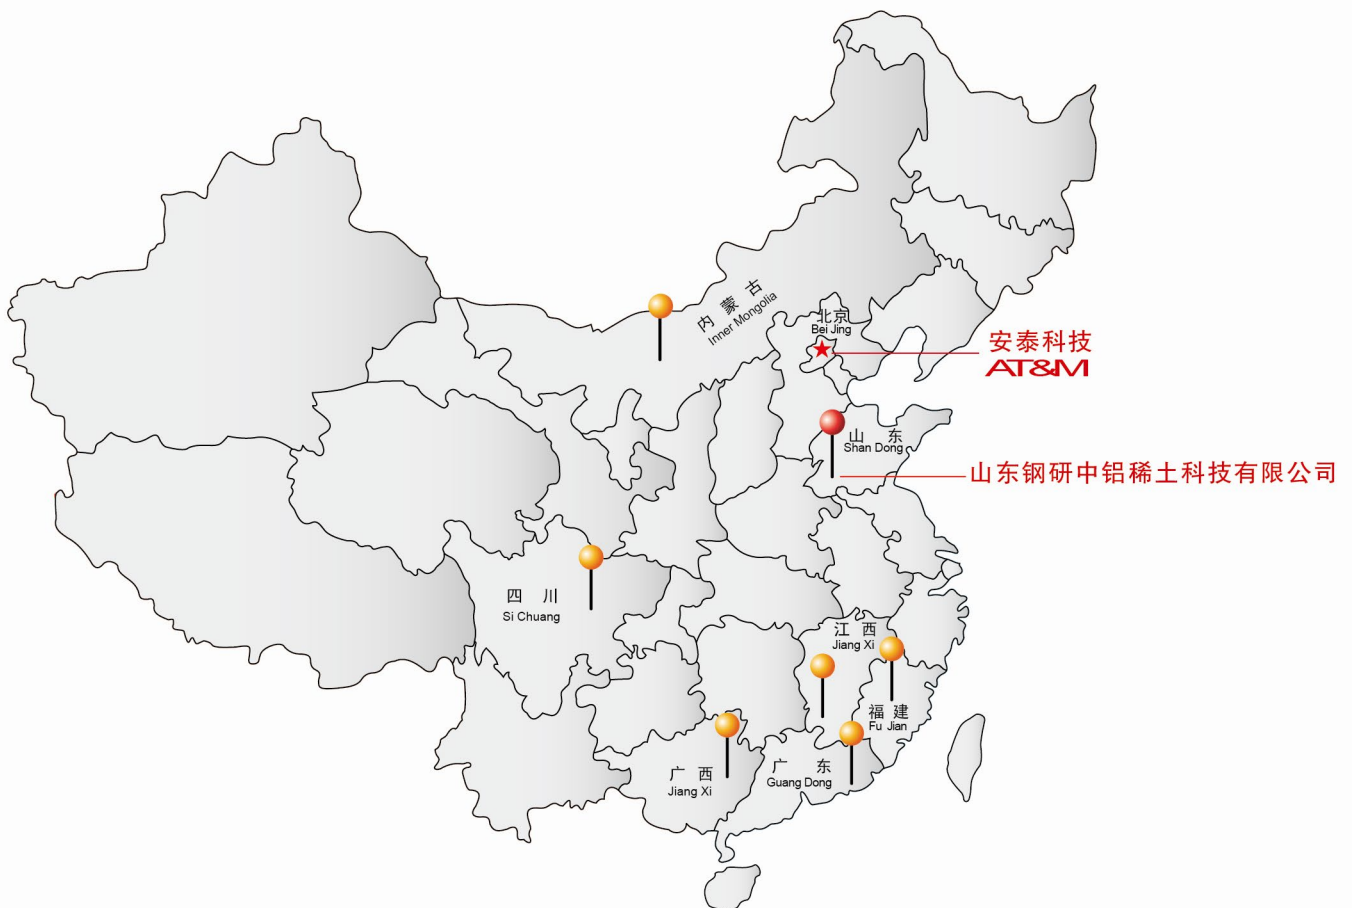 内 蒙 古
Inner Mongolia
北京
Bei Jing
安泰科技
AT&M
山 东
Shan Dong
山东钢研中铝稀土科技有限公司
四 川
Si Chuang
江 西
Jiang Xi
福 建
Fu Jian
广 西
Jiang Xi
广 东
Guang Dong